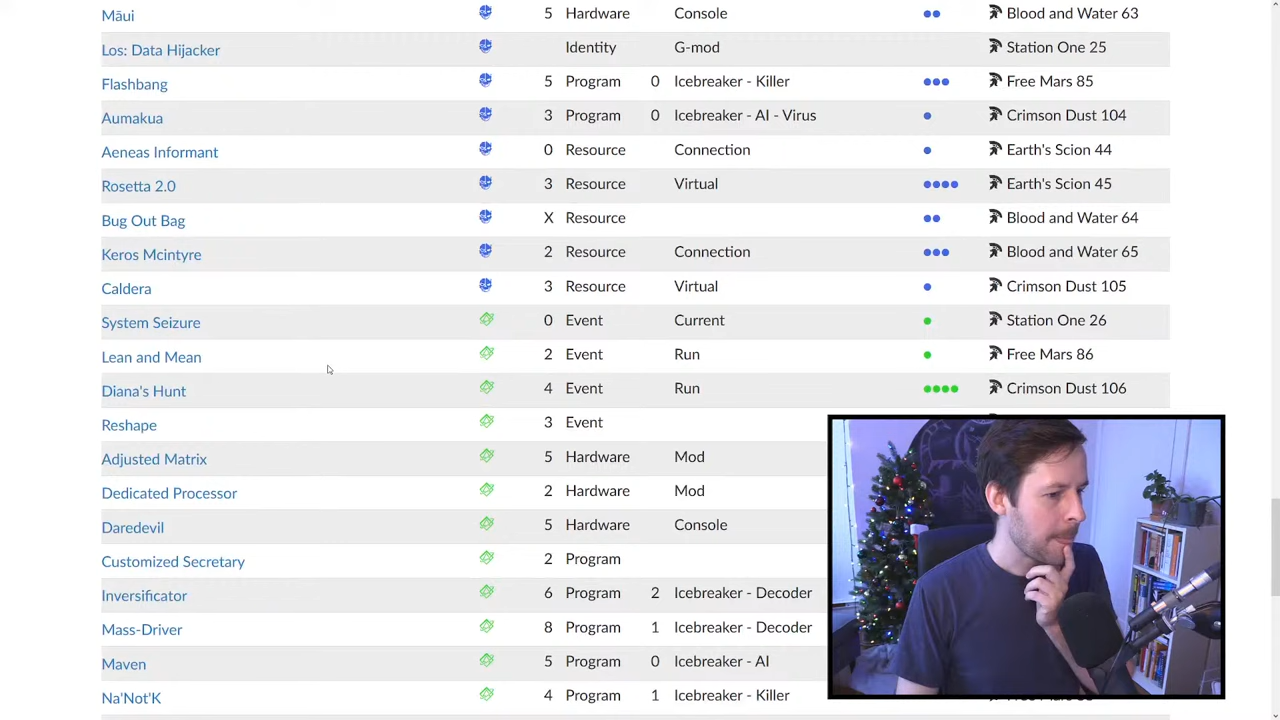 Mäui 5 Hardware Console Blood and Water 63
Los: Data Hijacker Identity G-mod Station One 25
Flashbang 5 Program 0 Icebreaker - Killer Free Mars 85
Aumakua 3 Program 0 Icebreaker - AI - Virus Crimson Dust 104
Aeneas Informant 0 Resource Connection Earth's Scion 44
Rosetta 2.0 3 Resource Virtual Earth's Scion 45
Bug Out Bag X Resource Blood and Water 64
Keros Mcintyre 2 Resource Connection Blood and Water 65
Caldera 3 Resource Virtual Crimson Dust 105
System Seizure 0 Event Current Station One 26
Lean and Mean 2 Event Run Free Mars 86
Diana's Hunt 4 Event Run Crimson Dust 106
Reshape 3 Event
Adjusted Matrix 5 Hardware Mod
Dedicated Processor 2 Hardware Mod
Daredevil 5 Hardware Console
Customized Secretary 2 Program
Inversificator 6 Program 2 Icebreaker - Decoder
Mass-Driver 8 Program 1 Icebreaker - Decoder
Maven 5 Program 0 Icebreaker - AI
Na'Not'K 4 Program 1 Icebreaker - Killer